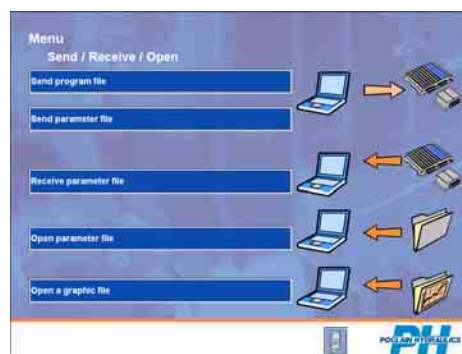 Menu
Send / Receive / Open
Send program file
Send parameter file
Receive parameter file
Open parameter file
Open a graphic file
PH
POCLAIN HYDRAULICS